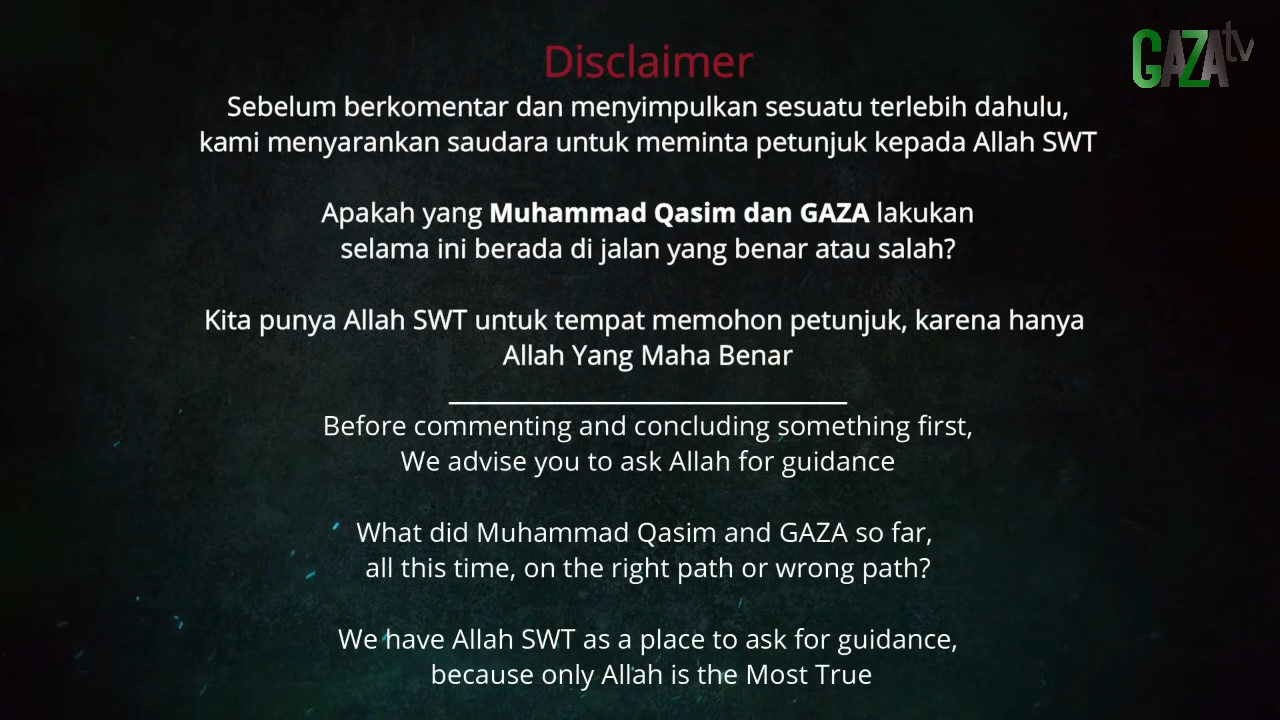 Disclaimer
GAZAtv
Sebelum berkomentar dan menyimpulkan sesuatu terlebih dahulu,
kami menyarankan saudara untuk meminta petunjuk kepada Allah SWT
Apakah yang Muhammad Qasim dan GAZA lakukan
selama ini berada di jalan yang benar atau salah?
Kita punya Allah SWT untuk tempat memohon petunjuk, karena hanya
Allah Yang Maha Benar
Before commenting and concluding something first,
We advise you to ask Allah for guidance
What did Muhammad Qasim and GAZA so far,
all this time, on the right path or wrong path?
We have Allah SWT as a place to ask for guidance,
because only Allah is the Most True